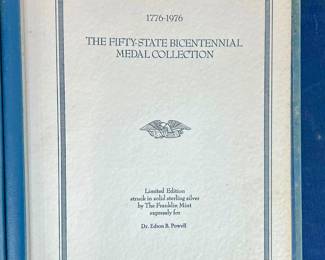 1776-1976
THE FIFTY-STATE BICENTENNIAL
MEDAL COLLECTION
Limited Edition
struck in solid sterling silver
by The Franklin Mint
expressly for
Dr. Edson B. Powell